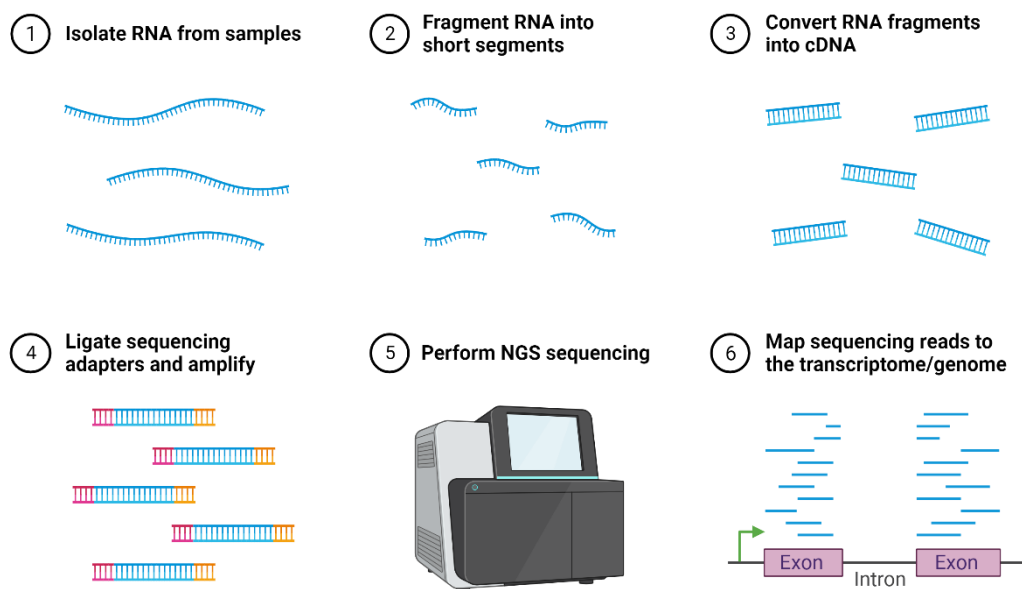 1 Isolate RNA from samples
2 Fragment RNA into
short segments
3 Convert RNA fragments
into cDNA
4 Ligate sequencing
adapters and amplify
5 Perform NGS sequencing
6 Map sequencing reads to
the transcriptome/genome
Exon
Intron
Exon